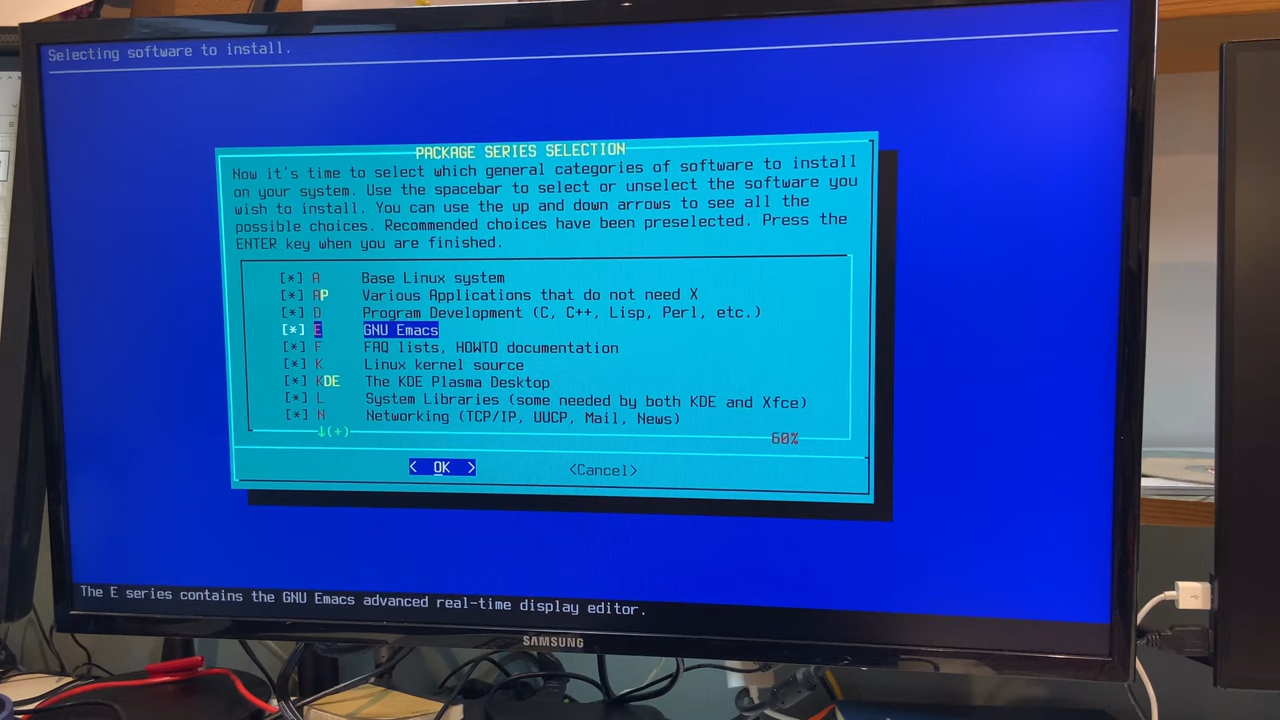 Selecting software to install.
PACKAGE SERIES SELECTION
Now it's time to select which general categories of software to install
on your system. Use the spacebar to select or unselect the software you
wish to install. You can use the up and down arrows to see all the
possible choices. Recommended choices have been preselected. Press the
ENTER key when you are finished.
[*] A Base Linux system
[*] AP Various Applications that do not need X
[*] D Program Development (C, C++, Lisp, Perl, etc.)
[*] E GNU Emacs
[*] F FAQ lists, HOWTO documentation
[*] K Linux kernel source
[*] KDE The KDE Plasma Desktop
[*] L System Libraries (some needed by both KDE and Xfce)
[*] N Networking (TCP/IP, UUCP, Mail, News)
↓(+) 60%
< OK > <Cancel>
The E series contains the GNU Emacs advanced real-time display editor.
SAMSUNG